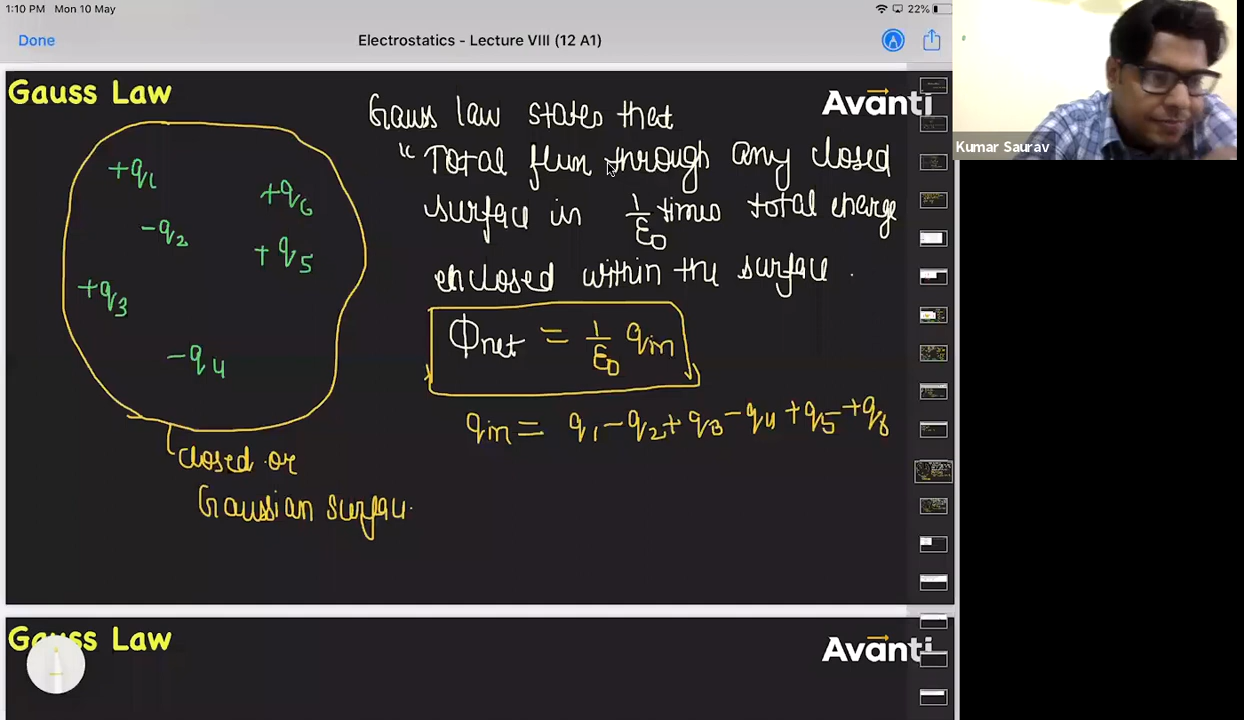 1:10 PM Mon 10 May
22%
Done
Electrostatics - Lecture VIII (12 A1)
Kumar Saurav
Gauss Law
Avanti
Gauss law states that
"Total flux through any closed
surface is 1/ε0 times total charge
enclosed within the surface.
Φnet = 1/ε0 qin
qin = q1 - q2 + q3 - q4 + q5 + q6
+q1
+q6
-q2
+q5
+q3
-q4
closed or
Gaussian surface
Gauss Law
Avanti